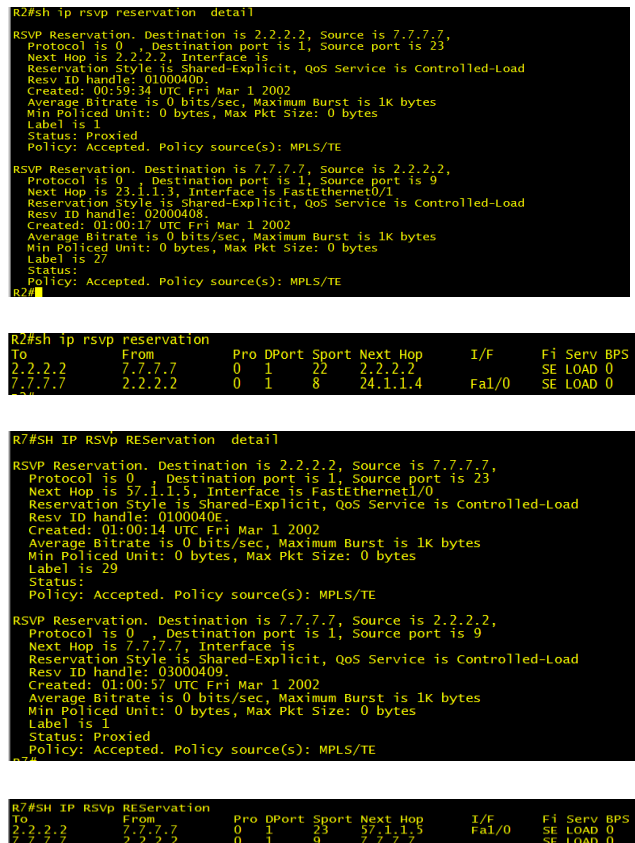 R2#sh ip rsvp reservation  detail
RSVP Reservation. Destination is 2.2.2.2, Source is 7.7.7.7,
Protocol is 0  , Destination port is 1, Source port is 23
Next Hop is 2.2.2.2, Interface is
Reservation Style is Shared-Explicit, QoS Service is Controlled-Load
Resv ID handle: 0100040D.
Created: 00:59:34 UTC Fri Mar 1 2002
Average Bitrate is 0 bits/sec, Maximum Burst is 1K bytes
Min Policed Unit: 0 bytes, Max Pkt Size: 0 bytes
Label is 1
Status: Proxied
Policy: Accepted. Policy source(s): MPLS/TE
RSVP Reservation. Destination is 7.7.7.7, Source is 2.2.2.2,
Protocol is 0  , Destination port is 1, Source port is 9
Next Hop is 23.1.1.3, Interface is FastEthernet0/1
Reservation Style is Shared-Explicit, QoS Service is Controlled-Load
Resv ID handle: 02000408.
Created: 01:00:17 UTC Fri Mar 1 2002
Average Bitrate is 0 bits/sec, Maximum Burst is 1K bytes
Min Policed Unit: 0 bytes, Max Pkt Size: 0 bytes
Label is 27
Status:
Policy: Accepted. Policy source(s): MPLS/TE
R2#
R2#sh ip rsvp reservation
To From Pro DPort Sport Next Hop I/F Fi Serv BPS
2.2.2.2 7.7.7.7 0 1 22 2.2.2.2 SE LOAD 0
7.7.7.7 2.2.2.2 0 1 8 24.1.1.4 Fa1/0 SE LOAD 0
R7#SH IP RSVp REServation  detail
RSVP Reservation. Destination is 2.2.2.2, Source is 7.7.7.7,
Protocol is 0  , Destination port is 1, Source port is 23
Next Hop is 57.1.1.5, Interface is FastEthernet1/0
Reservation Style is Shared-Explicit, QoS Service is Controlled-Load
Resv ID handle: 0100040E.
Created: 01:00:14 UTC Fri Mar 1 2002
Average Bitrate is 0 bits/sec, Maximum Burst is 1K bytes
Min Policed Unit: 0 bytes, Max Pkt Size: 0 bytes
Label is 29
Status:
Policy: Accepted. Policy source(s): MPLS/TE
RSVP Reservation. Destination is 7.7.7.7, Source is 2.2.2.2,
Protocol is 0  , Destination port is 1, Source port is 9
Next Hop is 7.7.7.7, Interface is
Reservation Style is Shared-Explicit, QoS Service is Controlled-Load
Resv ID handle: 03000409.
Created: 01:00:57 UTC Fri Mar 1 2002
Average Bitrate is 0 bits/sec, Maximum Burst is 1K bytes
Min Policed Unit: 0 bytes, Max Pkt Size: 0 bytes
Label is 1
Status: Proxied
Policy: Accepted. Policy source(s): MPLS/TE
R7#SH IP RSVp REServation
To From Pro DPort Sport Next Hop I/F Fi Serv BPS
2.2.2.2 7.7.7.7 0 1 23 57.1.1.5 Fa1/0 SE LOAD 0
7.7.7.7 2.2.2.2 0 1 9 7.7.7.7 SE LOAD 0